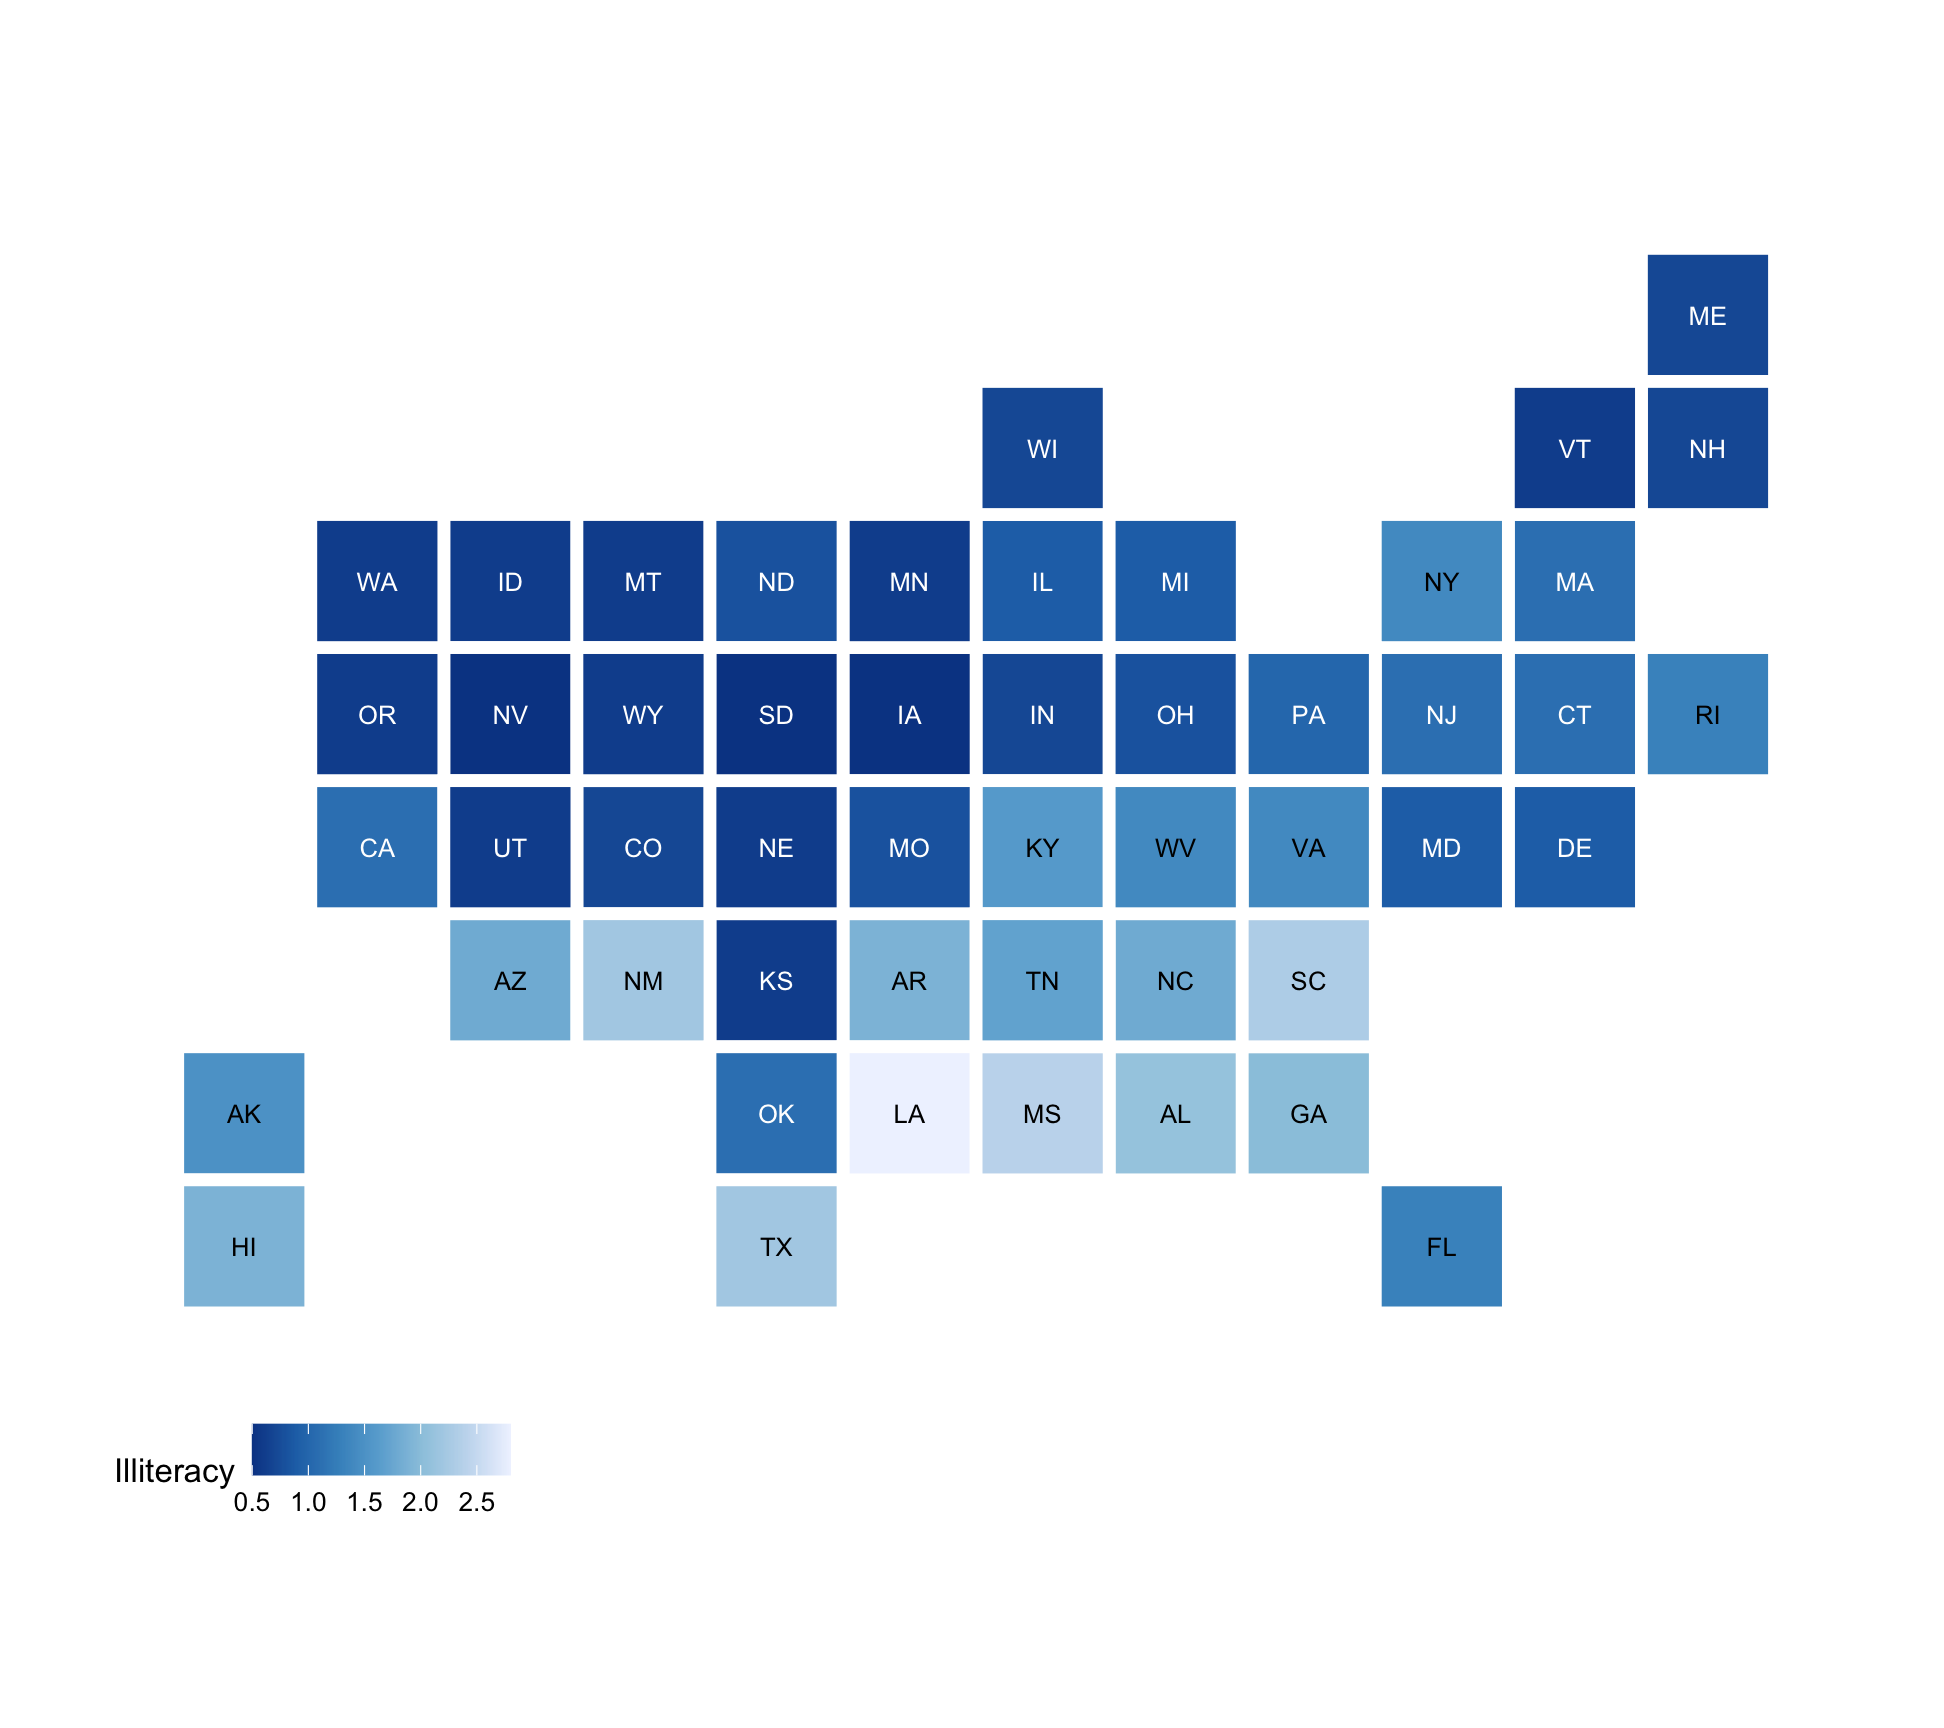 ME
WI VT NH
WA ID MT ND MN IL MI NY MA
OR NV WY SD IA IN OH PA NJ CT RI
CA UT CO NE MO KY WV VA MD DE
AZ NM KS AR TN NC SC
AK OK LA MS AL GA
HI TX FL
Illiteracy
0.5 1.0 1.5 2.0 2.5